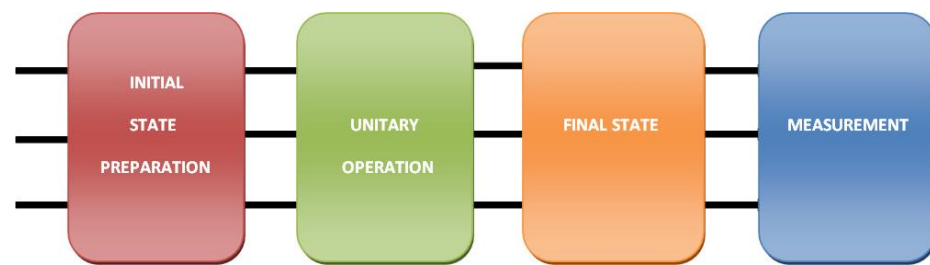 INITIAL
STATE
PREPARATION
UNITARY
OPERATION
FINAL STATE
MEASUREMENT